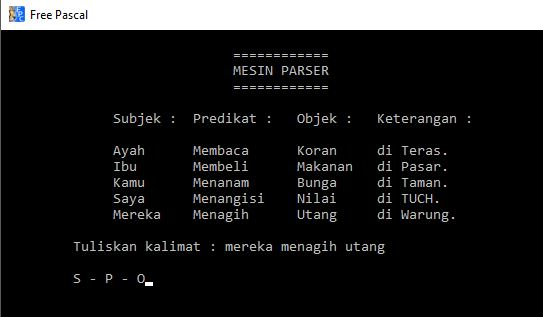 Free Pascal
============
MESIN PARSER
============
Subjek : Predikat : Objek : Keterangan :
Ayah Membaca Koran di Teras.
Ibu Membeli Makanan di Pasar.
Kamu Menanam Bunga di Taman.
Saya Menangisi Nilai di TUCH.
Mereka Menagih Utang di Warung.
Tuliskan kalimat : mereka menagih utang
S - P - O